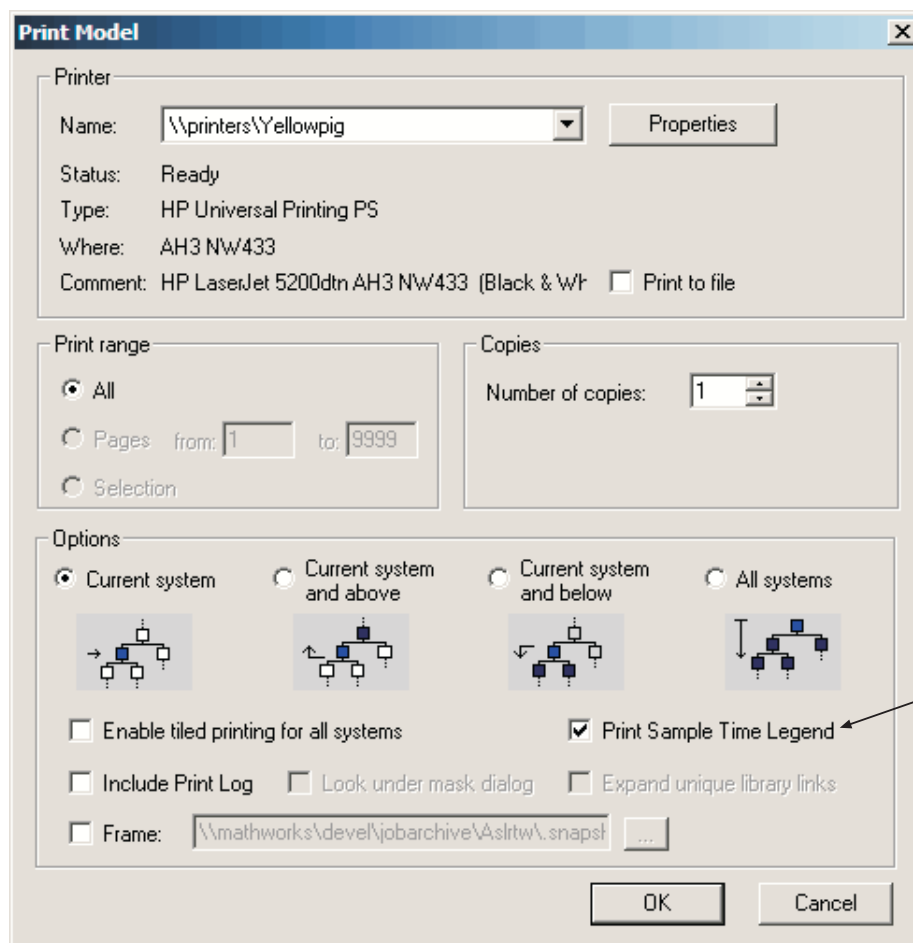 Print Model
Printer
Name: \\printers\Yellowpig Properties
Status: Ready
Type: HP Universal Printing PS
Where: AH3 NW433
Comment: HP LaserJet 5200dtn AH3 NW433 (Black & Wh Print to file
Print range
All
Pages from: 1 to: 9999
Selection
Copies
Number of copies: 1
Options
Current system
Current system
and above
Current system
and below
All systems
Enable tiled printing for all systems Print Sample Time Legend
Include Print Log Look under mask dialog Expand unique library links
Frame: \\mathworks\devel\jobarchive\Aslrtw\.snapsh ...
OK Cancel